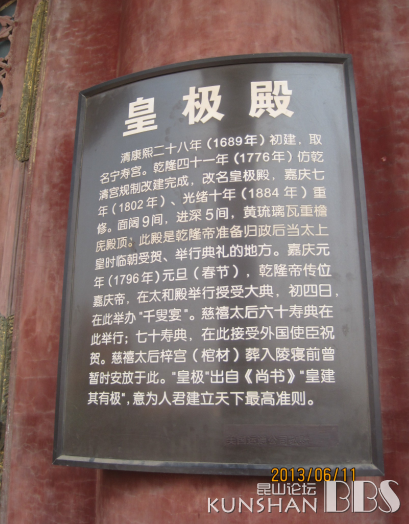 皇极殿
清康熙二十八年（1689年）初建，取
名宁寿宫。乾隆四十一年（1776年）仿乾
清宫规制改建完成，改名皇极殿，嘉庆七
年（1802年）、光绪十年（1884年）重
修。面阔9间，进深5间，黄琉璃瓦重檐
庑殿顶。此殿是乾隆帝准备归政后当太上
皇时临朝受贺、举行典礼的地方。嘉庆元
年（1796年）元旦（春节），乾隆帝传位
嘉庆帝，在太和殿举行授受大典，初四日，
在此举办“千叟宴”。慈禧太后六十寿典在
此举行；七十寿典，在此接受外国使臣祝
贺。慈禧太后梓宫（棺材）葬入陵寝前曾
暂时安放于此。“皇极”出自《尚书》“皇建
其有极”，意为人君建立天下最高准则。
2013/06/11
昆山论坛
KUNSHAN BBS